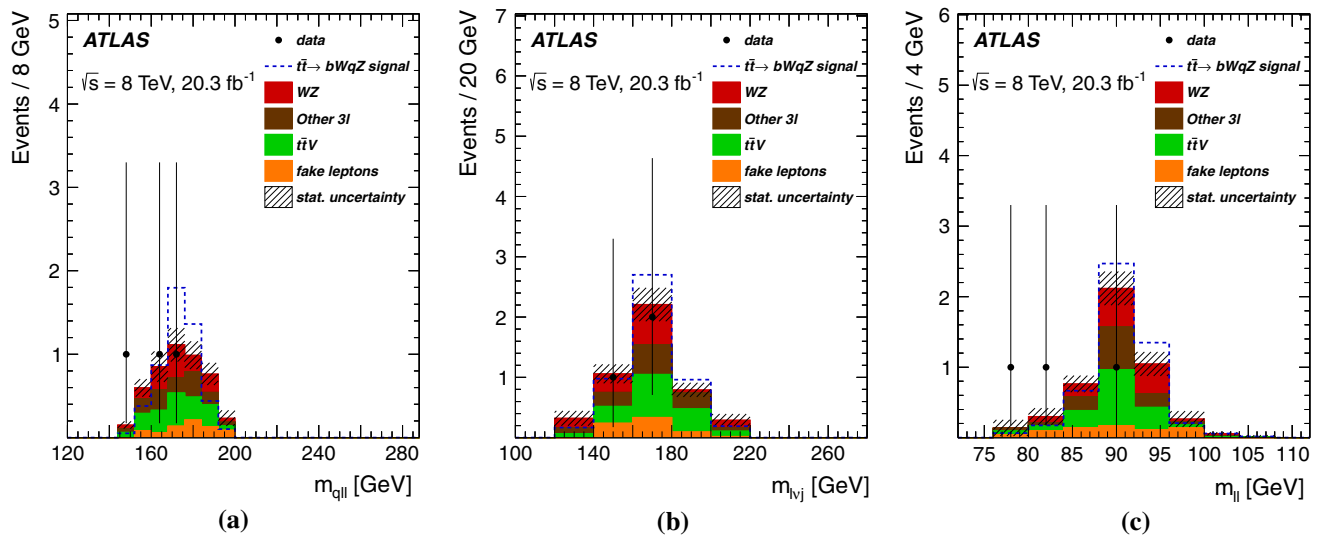 Events / 8 GeV
5
4
3
2
1
ATLAS
√s = 8 TeV, 20.3 fb⁻¹
data
tt̄→ bWqZ signal
WZ
Other 3l
tt̄V
fake leptons
stat. uncertainty
120 160 200 240 280
m_qll [GeV]
(a)
Events / 20 GeV
7
6
5
4
3
2
1
ATLAS
√s = 8 TeV, 20.3 fb⁻¹
data
tt̄→ bWqZ signal
WZ
Other 3l
tt̄V
fake leptons
stat. uncertainty
100 140 180 220 260
m_lνj [GeV]
(b)
Events / 4 GeV
6
5
4
3
2
1
ATLAS
√s = 8 TeV, 20.3 fb⁻¹
data
tt̄→ bWqZ signal
WZ
Other 3l
tt̄V
fake leptons
stat. uncertainty
75 80 85 90 95 100 105 110
m_ll [GeV]
(c)